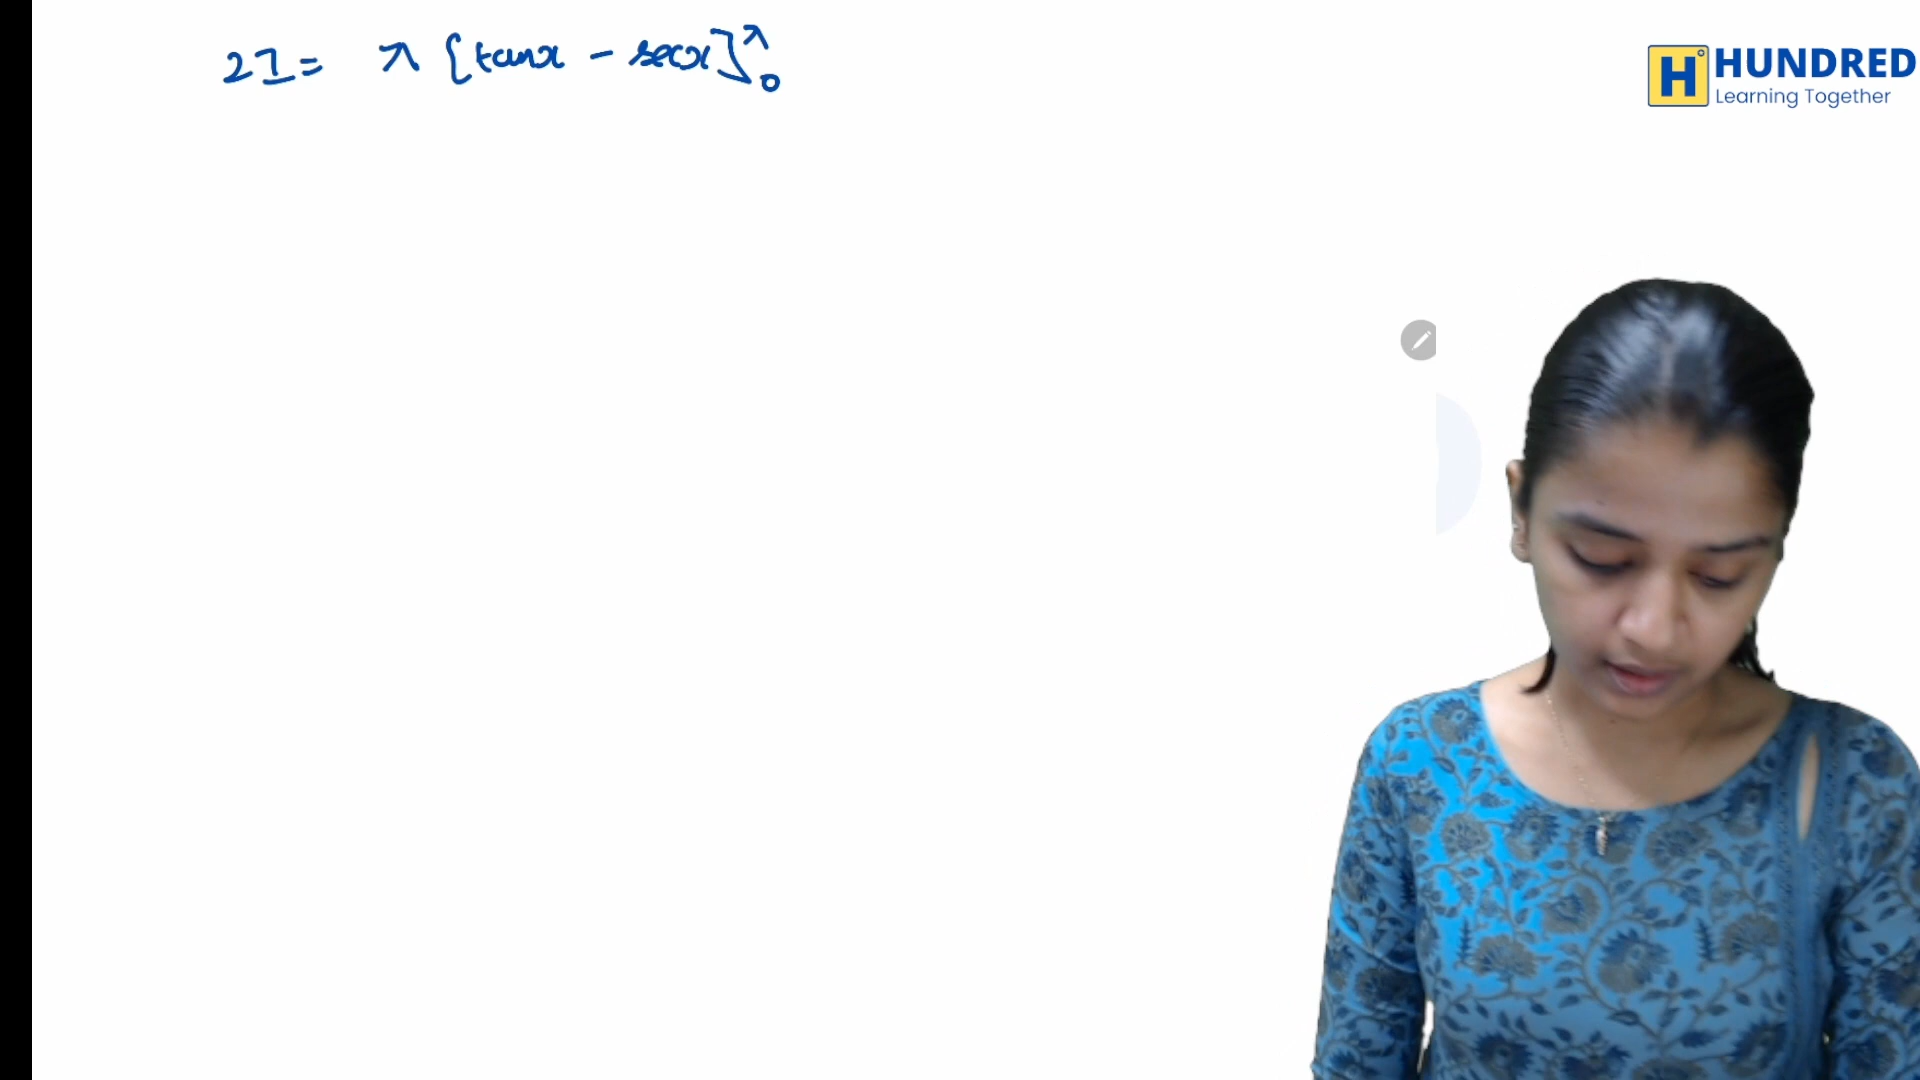 2I = π [tanx - secx]^π_0
H° HUNDRED
Learning Together